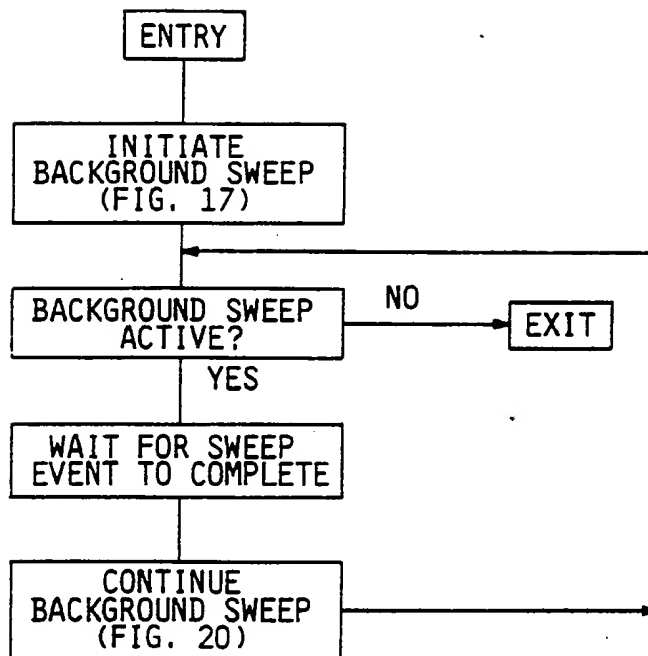 ENTRY
INITIATE
BACKGROUND SWEEP
(FIG. 17)
BACKGROUND SWEEP
ACTIVE?
NO
EXIT
YES
WAIT FOR SWEEP
EVENT TO COMPLETE
CONTINUE
BACKGROUND SWEEP
(FIG. 20)